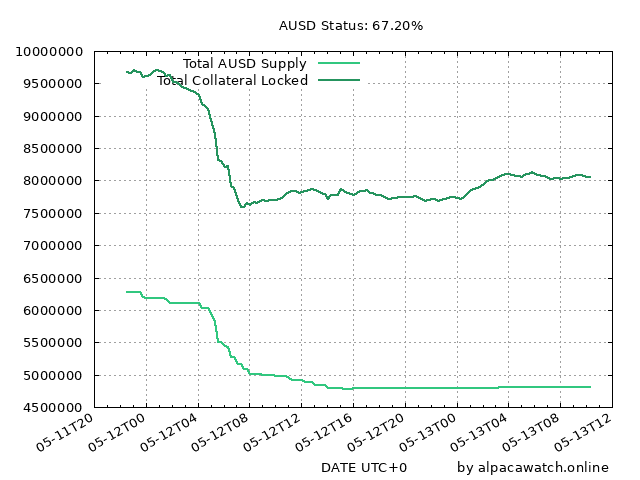 AUSD Status: 67.20%
10000000
Total AUSD Supply
9500000
Total Collateral Locked
9000000
8500000
8000000
7500000
7000000
6500000
6000000
5500000
5000000
4500000
05-11T20 05-12T00 05-12T04 05-12T08 05-12T12 05-12T16 05-12T20 05-13T00 05-13T04 05-13T08 05-13T12
DATE UTC+0 by alpacawatch.online